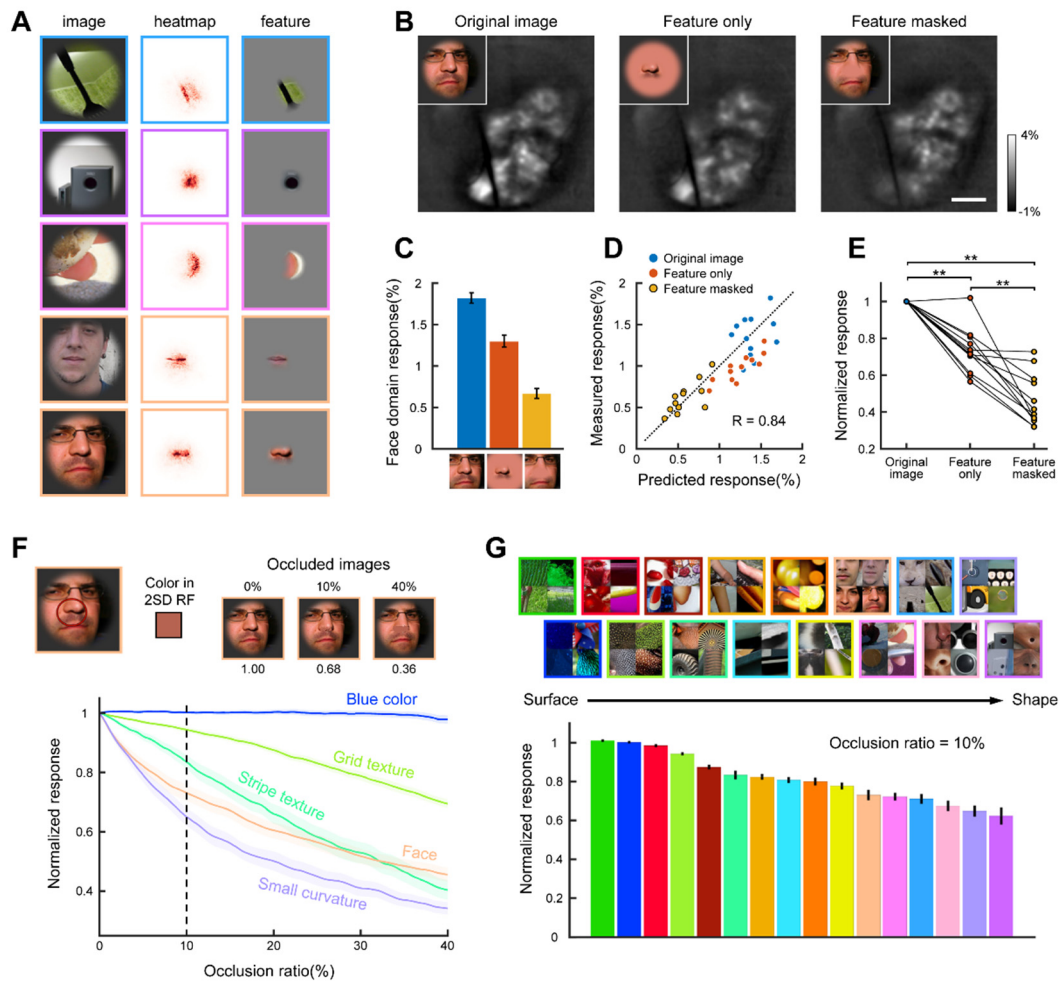 A
image heatmap feature
B
Original image Feature only Feature masked
4%
-1%
C
Face domain response(%)
2
1.5
1
0.5
0
D
Original image
Feature only
Feature masked
Measured response(%)
2
1.5
1
0.5
0
R = 0.84
0 0.5 1 1.5 2
Predicted response(%)
E
** 
** **
Normalized response
1
0.8
0.6
0.4
0.2
Original image
Feature only
Feature masked
F
Color in
2SD RF
Occluded images
0% 10% 40%
1.00 0.68 0.36
Normalized response
1
0.8
0.6
0.4
Blue color
Grid texture
Stripe texture
Face
Small curvature
0 10 20 30 40
Occlusion ratio(%)
G
Surface Shape
Occlusion ratio = 10%
Normalized response
1
0.8
0.6
0.4
0.2
0